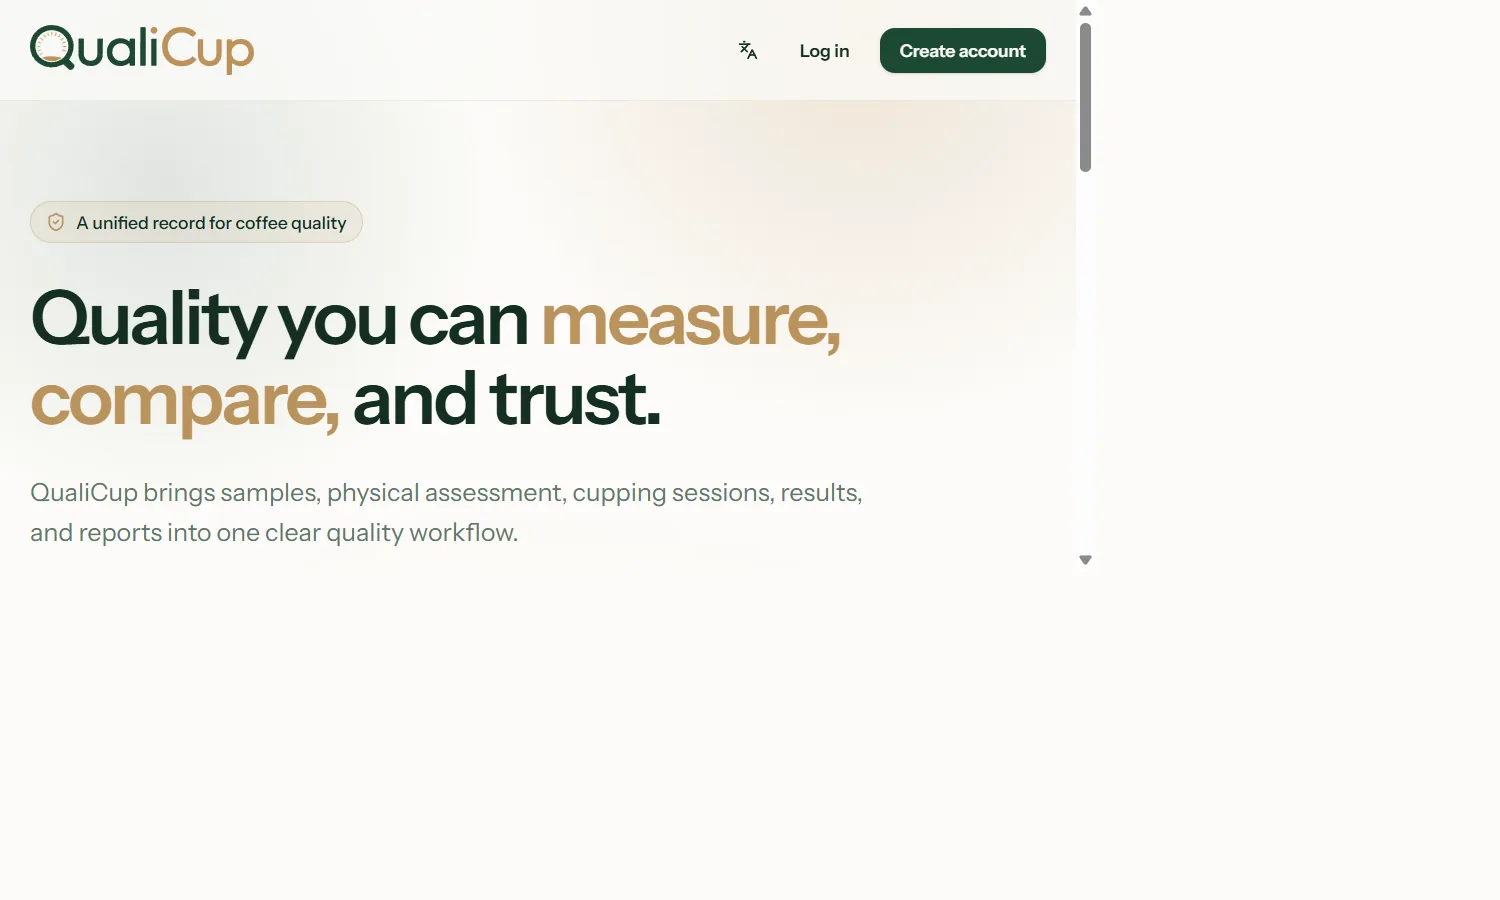 QualiCup
Log in
Create account
A unified record for coffee quality
Quality you can measure,
compare, and trust.
QualiCup brings samples, physical assessment, cupping sessions, results,
and reports into one clear quality workflow.